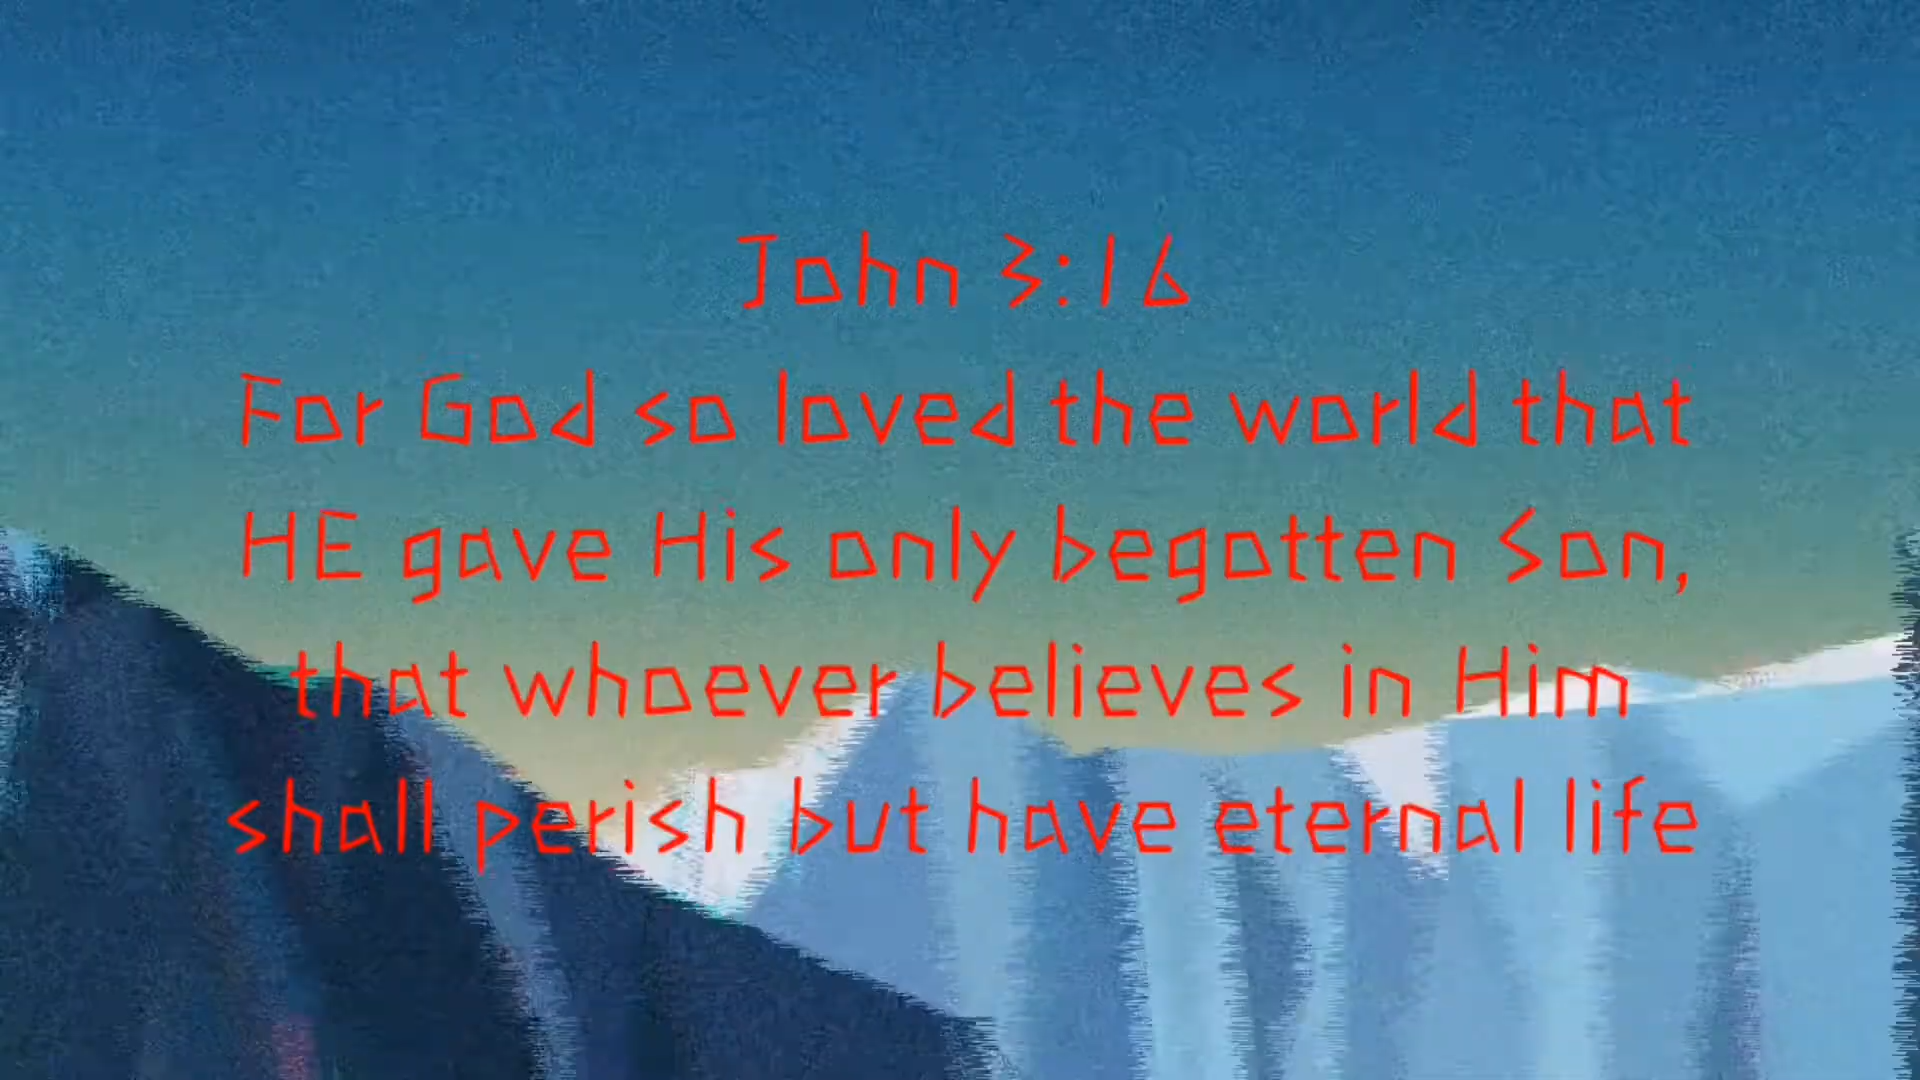 John 3:16
For God so loved the world that
HE gave His only begotten Son,
that whoever believes in Him
shall perish but have eternal life